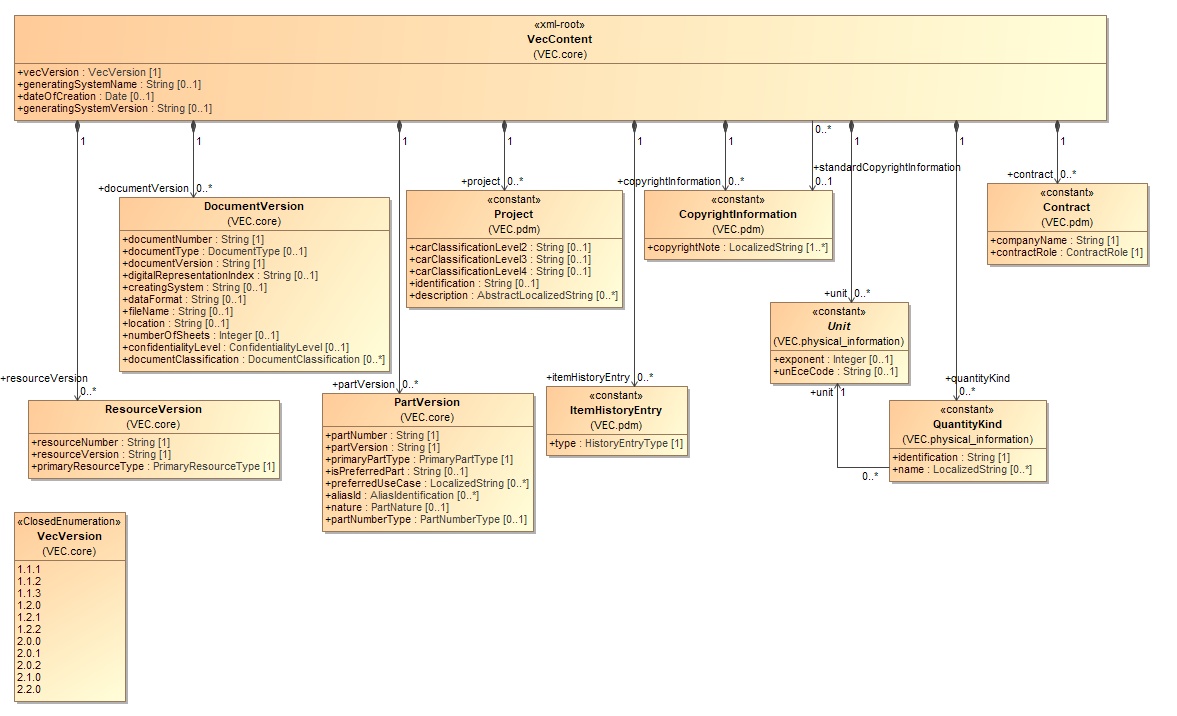 «xml-root»
VecContent
(VEC.core)
+vecVersion : VecVersion [1]
+generatingSystemName : String [0..1]
+dateOfCreation : Date [0..1]
+generatingSystemVersion : String [0..1]
1
1
1
1
1
1
0..*
1
1
1
+documentVersion
0..*
+project
0..*
+copyrightInformation
0..*
+standardCopyrightInformation
0..1
+contract
0..*
DocumentVersion
(VEC.core)
+documentNumber : String [1]
+documentType : DocumentType [0..1]
+documentVersion : String [1]
+digitalRepresentationIndex : String [0..1]
+creatingSystem : String [0..1]
+dataFormat : String [0..1]
+fileName : String [0..1]
+location : String [0..1]
+numberOfSheets : Integer [0..1]
+confidentialityLevel : ConfidentialityLevel [0..1]
+documentClassification : DocumentClassification [0..*]
«constant»
Project
(VEC.pdm)
+carClassificationLevel2 : String [0..1]
+carClassificationLevel3 : String [0..1]
+carClassificationLevel4 : String [0..1]
+identification : String [0..1]
+description : AbstractLocalizedString [0..*]
«constant»
CopyrightInformation
(VEC.pdm)
+copyrightNote : LocalizedString [1..*]
«constant»
Contract
(VEC.pdm)
+companyName : String [1]
+contractRole : ContractRole [1]
+unit
0..*
«constant»
Unit
(VEC.physical_information)
+exponent : Integer [0..1]
+unEceCode : String [0..1]
+unit
1
0..*
+resourceVersion
0..*
ResourceVersion
(VEC.core)
+resourceNumber : String [1]
+resourceVersion : String [1]
+primaryResourceType : PrimaryResourceType [1]
+partVersion
0..*
PartVersion
(VEC.core)
+partNumber : String [1]
+partVersion : String [1]
+primaryPartType : PrimaryPartType [1]
+isPreferredPart : String [0..1]
+preferredUseCase : LocalizedString [0..*]
+aliasId : AliasIdentification [0..*]
+nature : PartNature [0..1]
+partNumberType : PartNumberType [0..1]
+itemHistoryEntry
0..*
«constant»
ItemHistoryEntry
(VEC.pdm)
+type : HistoryEntryType [1]
+quantityKind
0..*
«constant»
QuantityKind
(VEC.physical_information)
+identification : String [1]
+name : LocalizedString [0..*]
«ClosedEnumeration»
VecVersion
(VEC.core)
1.1.1
1.1.2
1.1.3
1.2.0
1.2.1
1.2.2
2.0.0
2.0.1
2.0.2
2.1.0
2.2.0